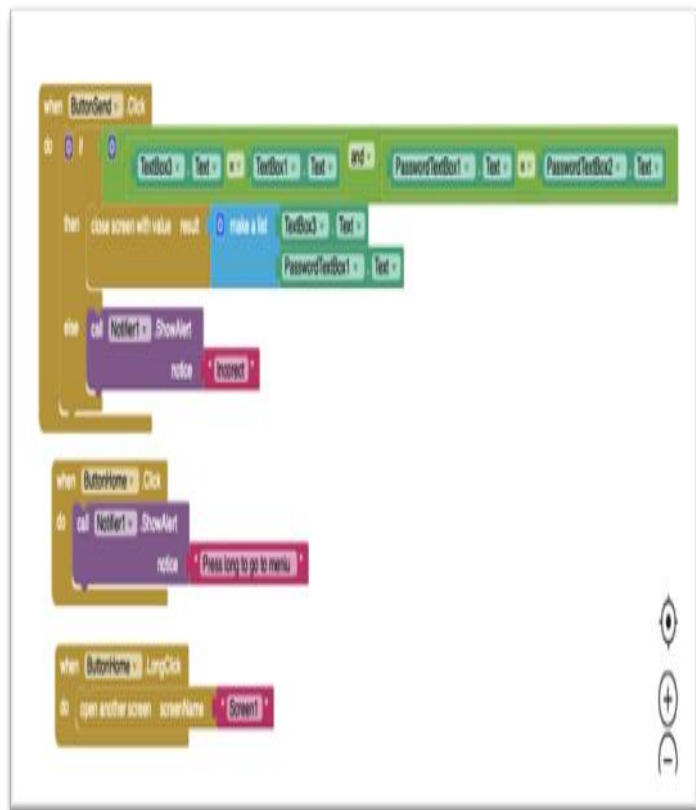 when ButtonSend .Click
do if TextBox3 . Text = TextBox1 . Text and PasswordTextBox1 . Text = PasswordTextBox2 . Text
then close screen with value result make a list TextBox3 . Text
PasswordTextBox1 . Text
else call Notifier1 .ShowAlert
notice " Incorect "
when ButtonHome .Click
do call Notifier1 .ShowAlert
notice " Press long to go to meniu "
when ButtonHome .LongClick
do open another screen screenName " Screen1 "